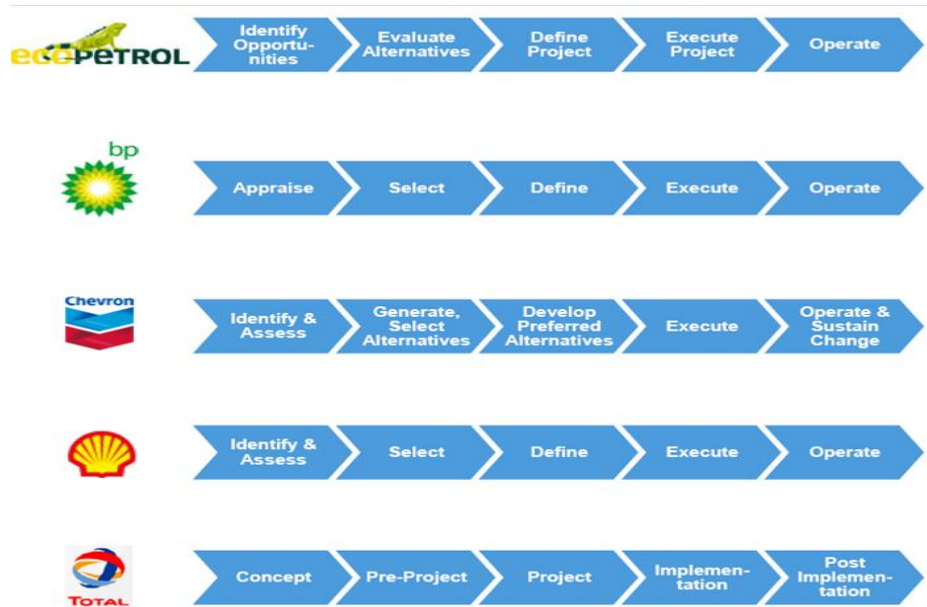 ecoPETROL
Identify
Opportu-
nities
Evaluate
Alternatives
Define
Project
Execute
Project
Operate
bp
Appraise
Select
Define
Execute
Operate
Chevron
Identify &
Assess
Generate,
Select
Alternatives
Develop
Preferred
Alternatives
Execute
Operate &
Sustain
Change
Identify &
Assess
Select
Define
Execute
Operate
TOTAL
Concept
Pre-Project
Project
Implemen-
tation
Post
Implemen-
tation